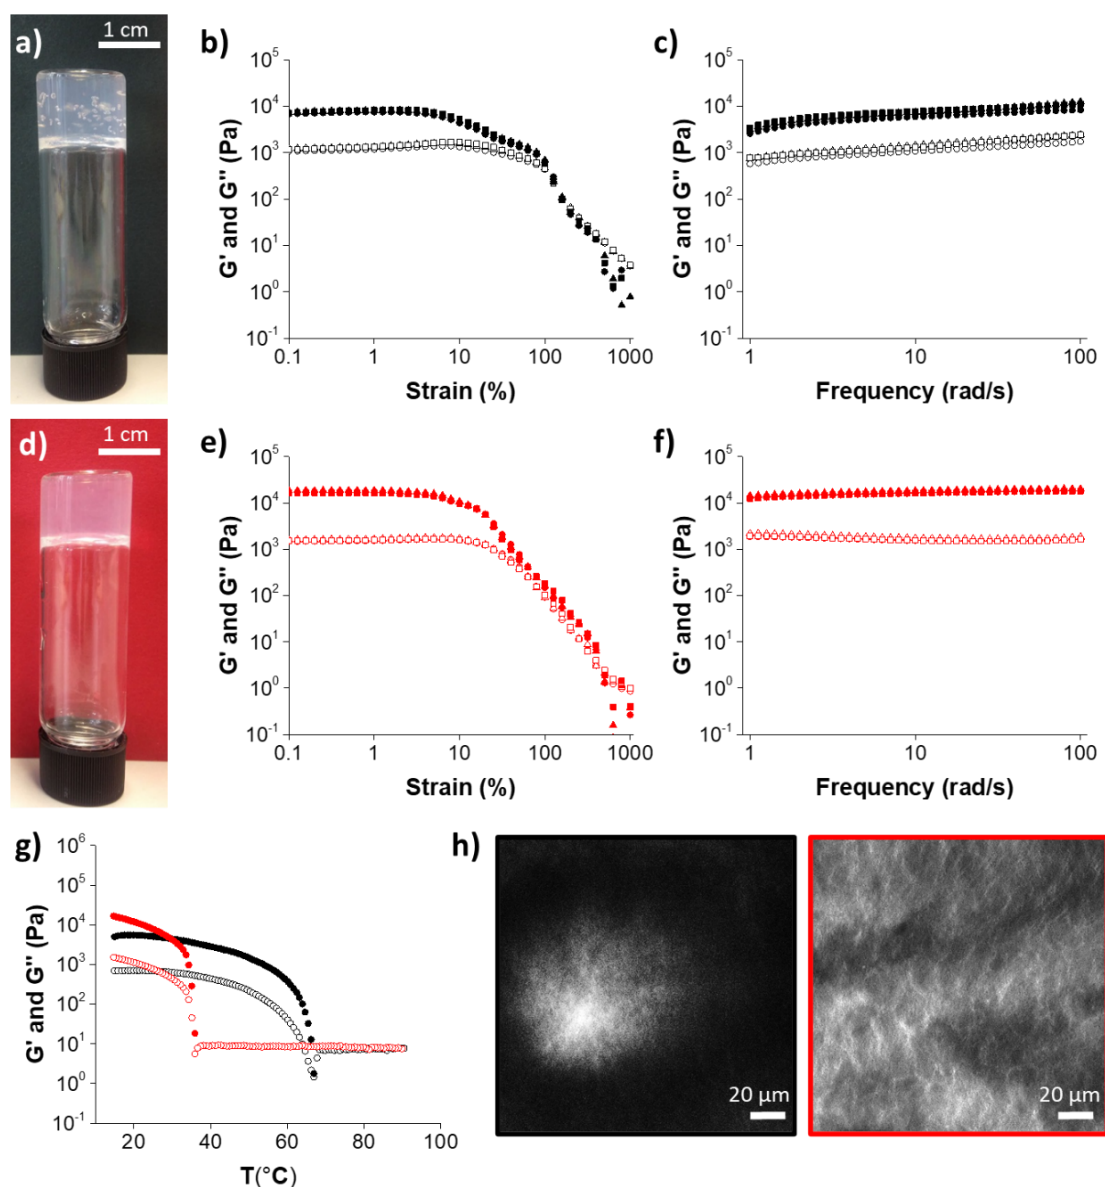 a)
1 cm
b)
G' and G'' (Pa)
10^5
10^4
10^3
10^2
10^1
10^0
10^-1
0.1
1
10
100
1000
Strain (%)
c)
G' and G'' (Pa)
10^5
10^4
10^3
10^2
10^1
10^0
10^-1
1
10
100
Frequency (rad/s)
d)
1 cm
e)
G' and G'' (Pa)
10^5
10^4
10^3
10^2
10^1
10^0
10^-1
0.1
1
10
100
1000
Strain (%)
f)
G' and G'' (Pa)
10^5
10^4
10^3
10^2
10^1
10^0
10^-1
1
10
100
Frequency (rad/s)
g)
G' and G'' (Pa)
10^6
10^5
10^4
10^3
10^2
10^1
10^0
10^-1
20
40
60
80
100
T(°C)
h)
20 µm
20 µm